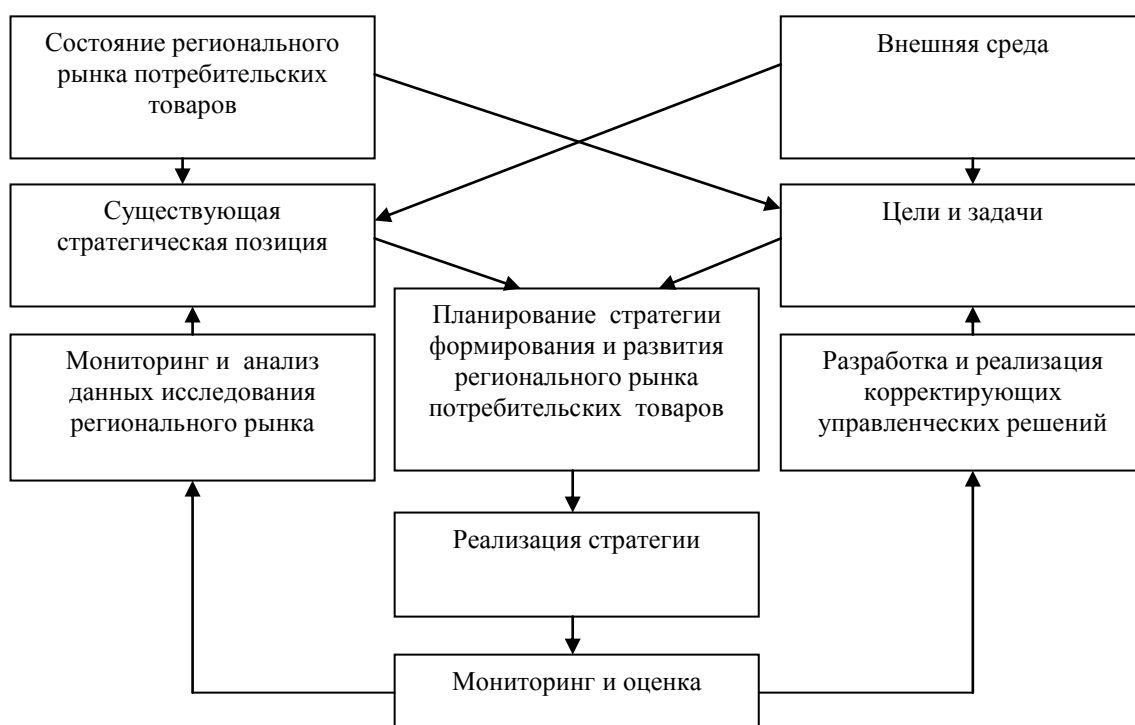 Состояние регионального
рынка потребительских
товаров
Внешняя среда
Существующая
стратегическая позиция
Цели и задачи
Планирование стратегии
формирования и развития
регионального рынка
потребительских товаров
Мониторинг и анализ
данных исследования
регионального рынка
Разработка и реализация
корректирующих
управленческих решений
Реализация стратегии
Мониторинг и оценка